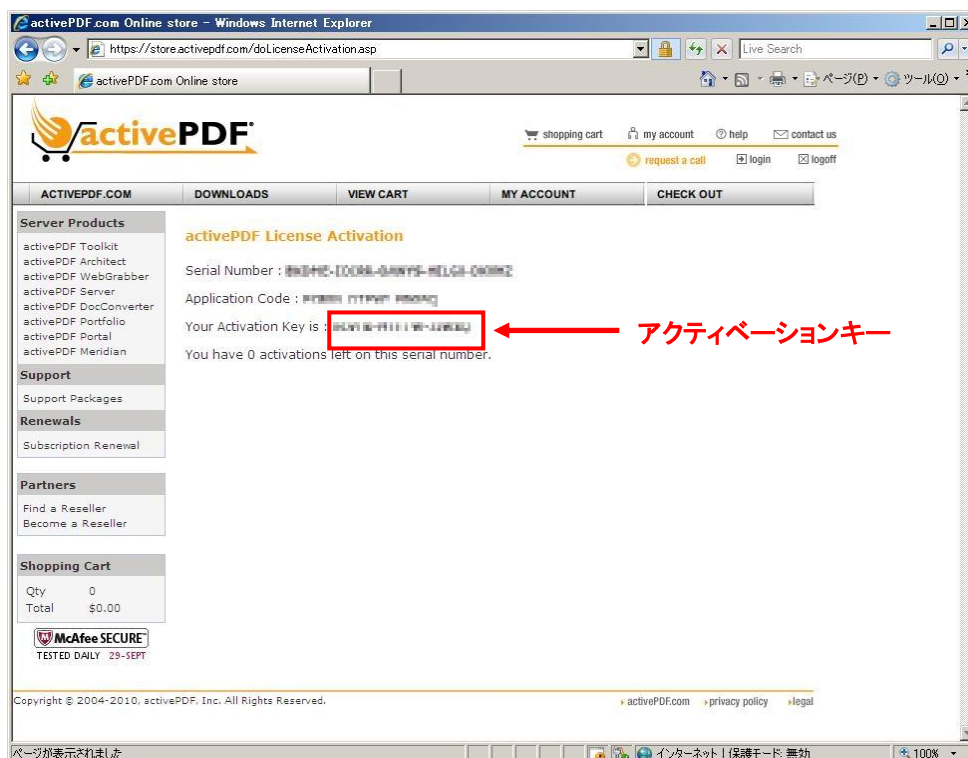 activePDF.com Online store - Windows Internet Explorer
https://store.activepdf.com/doLicenseActivation.asp
Live Search
activePDF.com Online store
ページ(P)
ツール(O)
activePDF
shopping cart
my account
help
contact us
request a call
login
logoff
ACTIVEPDF.COM
DOWNLOADS
VIEW CART
MY ACCOUNT
CHECK OUT
Server Products
activePDF Toolkit
activePDF Architect
activePDF WebGrabber
activePDF Server
activePDF DocConverter
activePDF Portfolio
activePDF Portal
activePDF Meridian
Support
Support Packages
Renewals
Subscription Renewal
Partners
Find a Reseller
Become a Reseller
Shopping Cart
Qty 0
Total $0.00
McAfee SECURE
TESTED DAILY 29-SEPT
activePDF License Activation
Serial Number :
Application Code :
Your Activation Key is :
You have 0 activations left on this serial number.
アクティベーションキー
Copyright © 2004-2010, activePDF, Inc. All Rights Reserved.
activePDF.com
privacy policy
legal
ページが表示されました
インターネット | 保護モード: 無効
100%